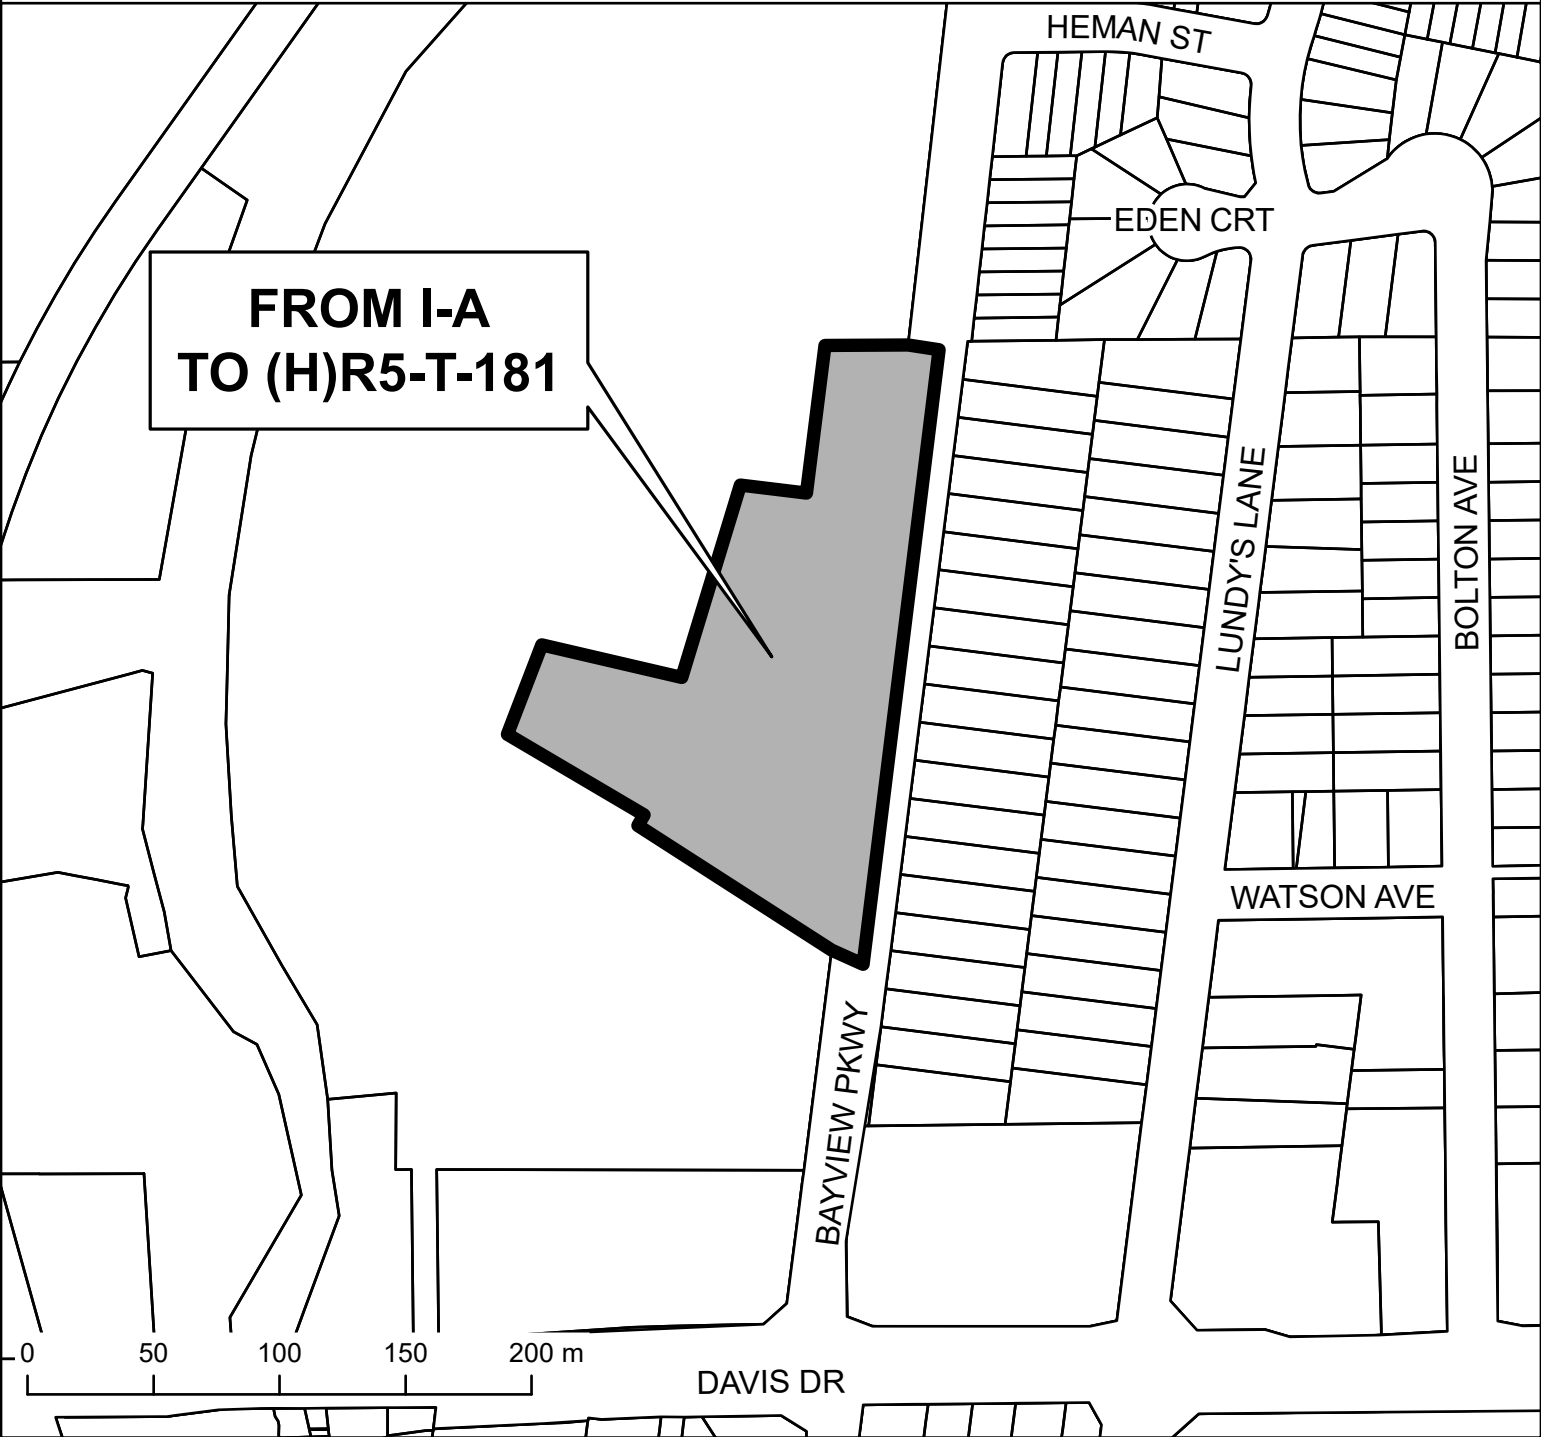 HEMAN ST
EDEN CRT
FROM I-A
TO (H)R5-T-181
LUNDY'S LANE
BOLTON AVE
WATSON AVE
BAYVIEW PKWY
0 50 100 150 200 m
DAVIS DR